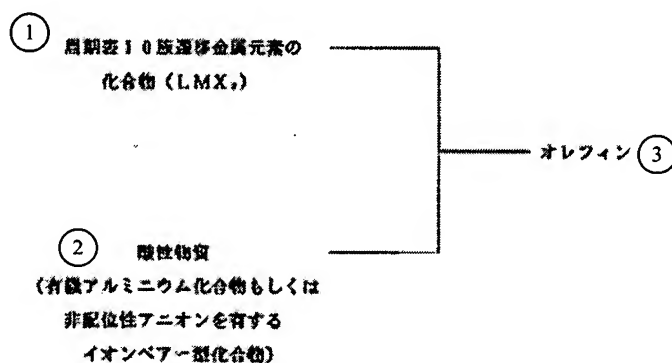 ①
周期表10族遷移金属元素の
化合物（LMX₂）
オレフィン ③
② 酸性物質
（有機アルミニウム化合物もしくは
非配位性アニオンを有する
イオンペアー型化合物）